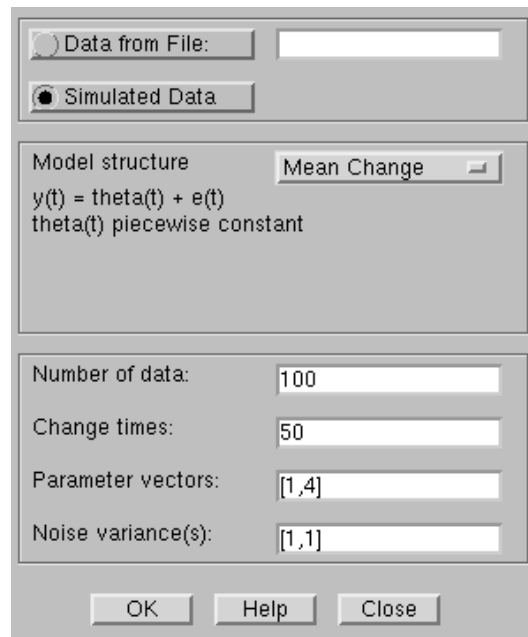 Data from File:
Simulated Data
Model structure Mean Change
y(t) = theta(t) + e(t)
theta(t) piecewise constant
Number of data: 100
Change times: 50
Parameter vectors: [1,4]
Noise variance(s): [1,1]
OK Help Close